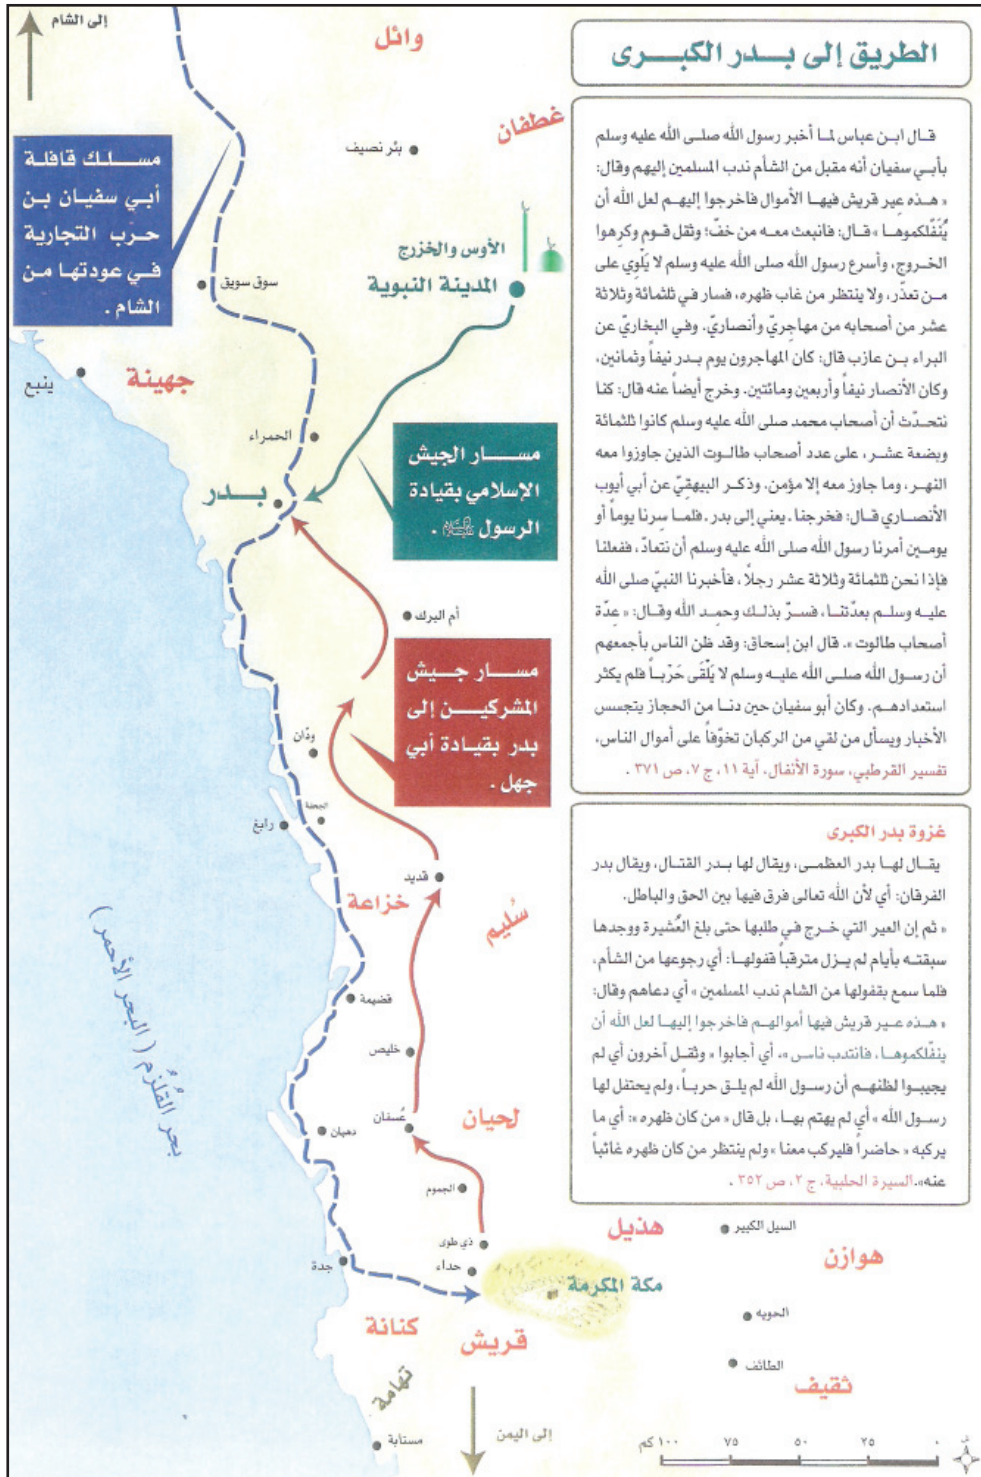 الطريق إلى بدر الكبرى
قال ابن عباس لما أخبر رسول الله صلى الله عليه وسلم
بأبي سفيان أنه مقبل من الشأم ندب المسلمين إليهم وقال:
« هذه عير قريش فيها الأموال فاخرجوا إليهم لعل الله أن
يُنَفِّلكموها » قال: فانبعث معه من خفّ؛ وثقل قوم وكرِهوا
الخروج، وأسرع رسول الله صلى الله عليه وسلم لا يَلْوِي على
من تعذّر، ولا ينتظر من غاب ظهره، فسار في ثلثمائة وثلاثة
عشر من أصحابه من مهاجريّ وأنصاريّ. وفي البخاريّ عن
البراء بن عازب قال: كان المهاجرون يوم بدر نيفاً وثمانين،
وكان الأنصار نيفاً وأربعين ومائتين. وخرج أيضاً عنه قال: كنا
نتحدّث أن أصحاب محمد صلى الله عليه وسلم كانوا ثلثمائة
وبضعة عشر، على عدد أصحاب طالوت الذين جاوزوا معه
النهر، وما جاوز معه إلا مؤمن. وذكر البيهقيّ عن أبي أيوب
الأنصاري قال: فخرجنا. يعني إلى بدر. فلما سِرنا يوماً أو
يومين أمرنا رسول الله صلى الله عليه وسلم أن نتعادّ، ففعلنا
فإذا نحن ثلثمائة وثلاثة عشر رجلاً، فأخبرنا النبيّ صلى الله
عليه وسلم بعدّتنا، فسرّ بذلك وحمِد الله وقال: « عِدّة
أصحاب طالوت ». قال ابن إسحاق: وقد ظن الناس بأجمعهم
أن رسول الله صلى الله عليه وسلم لا يَلْقَى حَرْباً فلم يكثر
استعدادهم. وكان أبو سفيان حين دنا من الحجاز يتجسس
الأخبار ويسأل من لقي من الركبان تخوّفاً على أموال الناس،
تفسير القرطبي، سورة الأنفال، آية ١١، ج ٧، ص ٣٧١ .
غزوة بدر الكبرى
يقال لها بدر العظمى، ويقال لها بدر القتال، ويقال بدر
الفرقان: أي لأن الله تعالى فرق فيها بين الحق والباطل.
« ثم إن العير التي خرج في طلبها حتى بلغ العُشيرة ووجدها
سبقته بأيام لم يزل مترقباً قفولها: أي رجوعها من الشأم،
فلما سمع بقفولها من الشام ندب المسلمين » أي دعاهم وقال:
« هذه عير قريش فيها أموالهم فاخرجوا إليها لعل الله أن
ينفّلكموها، فانتدب ناس »، أي أجابوا « وثقل آخرون أي لم
يجيبوا لظنهم أن رسول الله لم يلق حرباً، ولم يحتفل لها
رسول الله » أي لم يهتم بها، بل قال « من كان ظهره »: أي ما
يركبه « حاضراً فليركب معنا » ولم ينتظر من كان ظهره غائباً
عنه». السيرة الحلبية، ج ٢، ص ٣٥٢ .
إلى الشام
وائل
غطفان
بئر نصيف
مسلك قافلة
أبي سفيان بن
حرب التجارية
في عودتها من
الشام .
الأوس والخزرج
المدينة النبوية
سوق سويق
ينبع
جهينة
الحمراء
مسار الجيش
الإسلامي بقيادة
الرسول ﷺ .
بدر
أم البرك
مسار جيش
المشركين إلى
بدر بقيادة أبي
جهل .
ودّان
الجحفة
رابغ
قديد
خزاعة
سُليم
قضيمة
خليص
بحر القُلْزُم ( البحر الأحمر )
عُسفان
لحيان
دهبان
الجموم
ذي طوى
حداء
جدة
مكة المكرمة
هذيل
السيل الكبير
هوازن
الحويه
الطائف
ثقيف
كنانة
قريش
تهامة
إلى اليمن
مستابة
٠ ٢٥ ٥٠ ٧٥ ١٠٠ كم